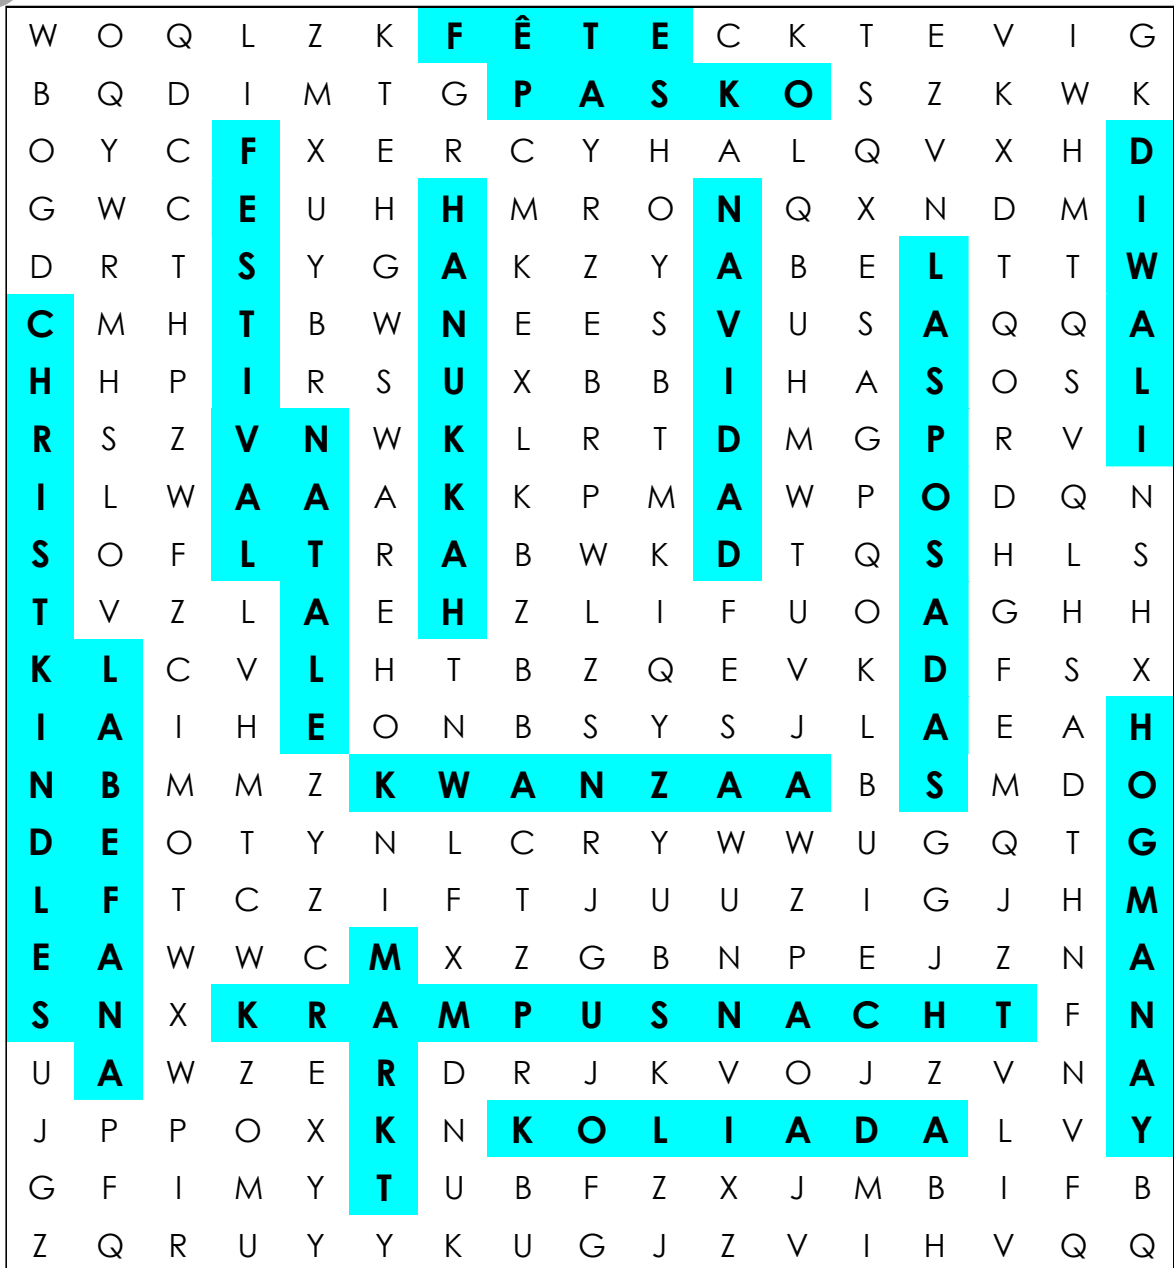 W O Q L Z K F Ê T E C K T E V I G
B Q D I M T G P A S K O S Z K W K
O Y C F X E R C Y H A L Q V X H D
G W C E U H H M R O N Q X N D M I
D R T S Y G A K Z Y A B E L T T W
C M H T B W N E E S V U S A Q Q A
H H P I R S U X B B I H A S O S L
R S Z V N W K L R T D M G P R V I
I L W A A A K K P M A W P O D Q N
S O F L T R A B W K D T Q S H L S
T V Z L A E H Z L I F U O A G H H
K L C V L H T B Z Q E V K D F S X
I A I H E O N B S Y S J L A E A H
N B M M Z K W A N Z A A B S M D O
D E O T Y N L C R Y W W U G Q T G
L F T C Z I F T J U U Z I G J H M
E A W W C M X Z G B N P E J Z N A
S N X K R A M P U S N A C H T F N
U A W Z E R D R J K V O J Z V N A
J P P O X K N K O L I A D A L V Y
G F I M Y T U B F Z X J M B I F B
Z Q R U Y Y K U G J Z V I H V Q Q